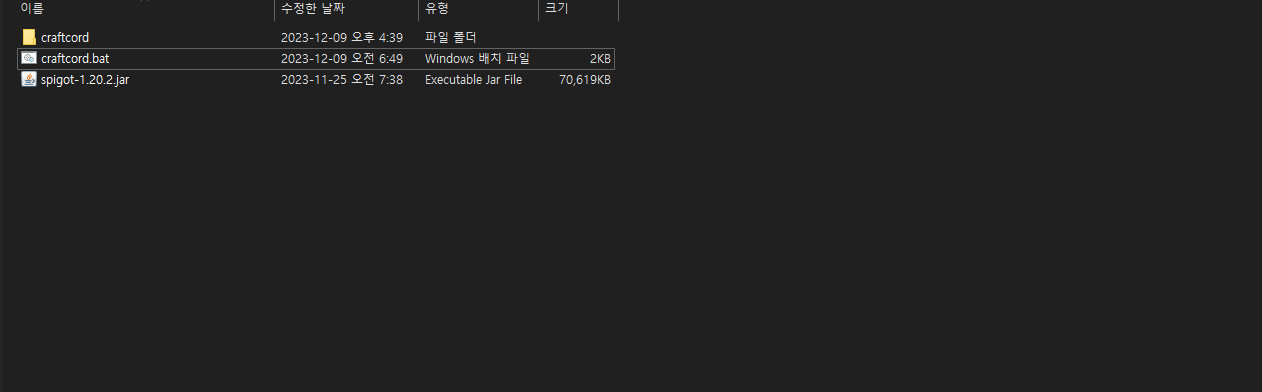 이름 수정한 날짜 유형 크기
craftcord 2023-12-09 오후 4:39 파일 폴더
craftcord.bat 2023-12-09 오전 6:49 Windows 배치 파일 2KB
spigot-1.20.2.jar 2023-11-25 오전 7:38 Executable Jar File 70,619KB